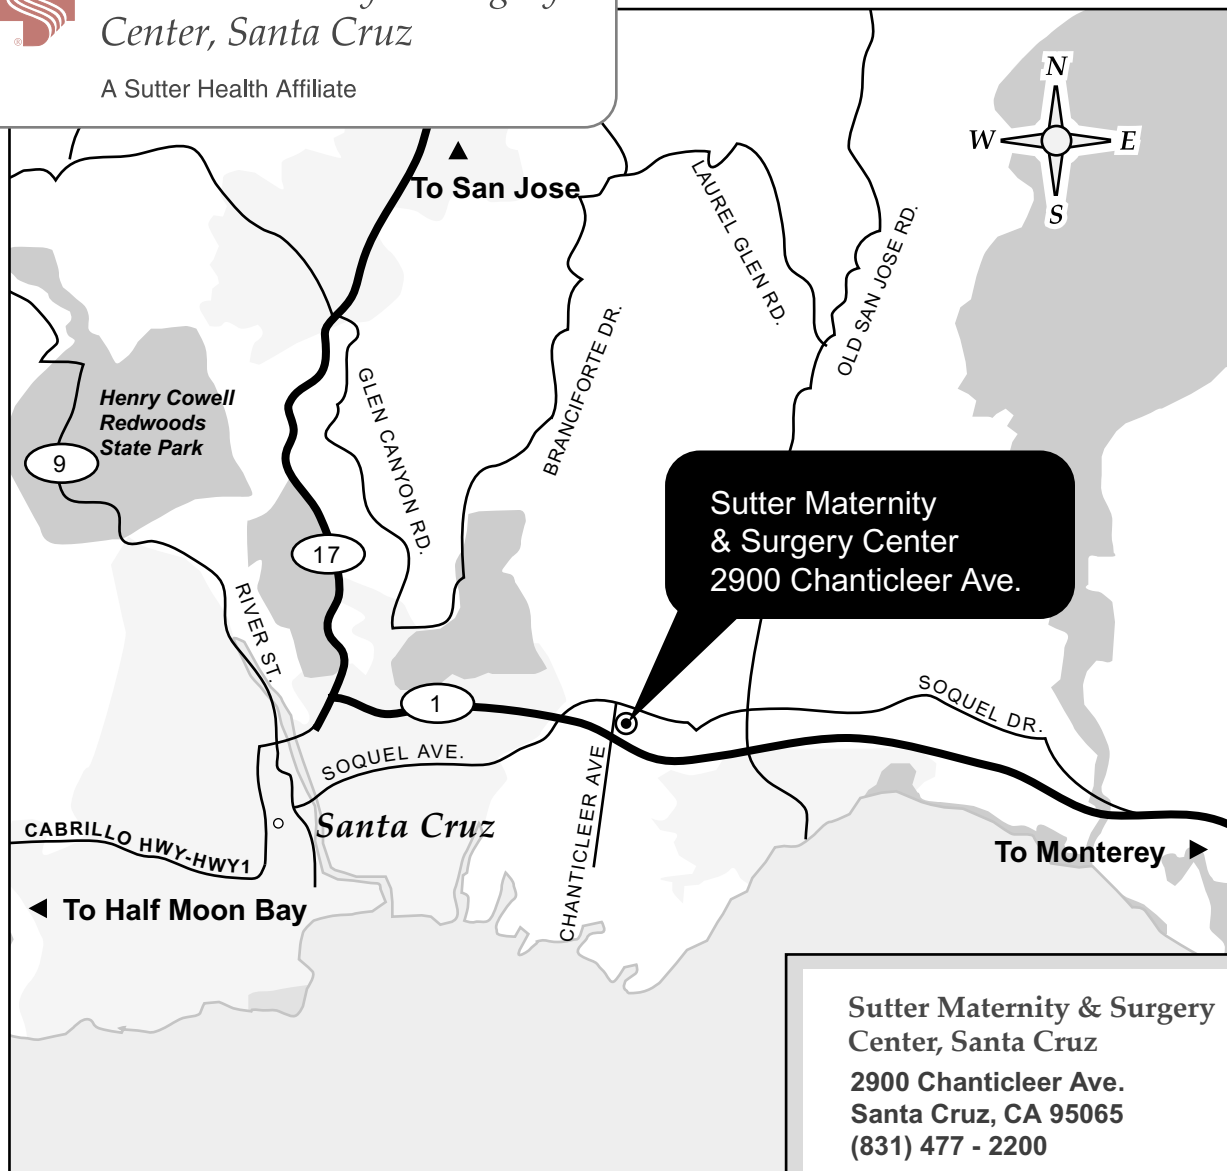 Center, Santa Cruz
®
A Sutter Health Affiliate
N
W
E
S
To San Jose
LAUREL GLEN RD.
OLD SAN JOSE RD.
BRANCIFORTE DR.
GLEN CANYON RD.
Henry Cowell
Redwoods
State Park
9
17
Sutter Maternity
& Surgery Center
2900 Chanticleer Ave.
RIVER ST.
1
SOQUEL DR.
SOQUEL AVE.
CHANTICLEER AVE
Santa Cruz
CABRILLO HWY-HWY1
To Monterey
To Half Moon Bay
Sutter Maternity & Surgery
Center, Santa Cruz
2900 Chanticleer Ave.
Santa Cruz, CA 95065
(831) 477 - 2200